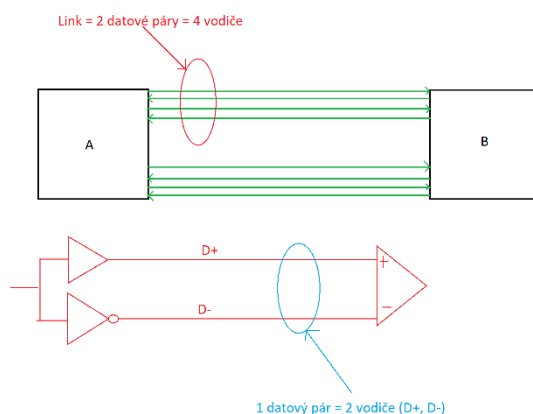 Link = 2 datové páry = 4 vodiče
A
B
D+
+
D-
−
1 datový pár = 2 vodiče (D+, D-)